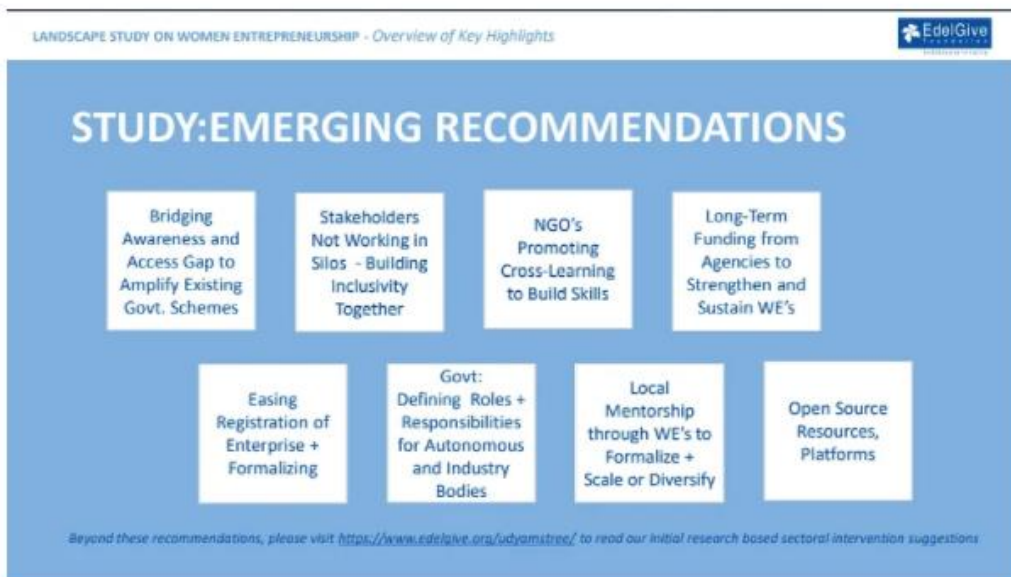 LANDSCAPE STUDY ON WOMEN ENTREPRENEURSHIP - Overview of Key Highlights
EdelGive
STUDY:EMERGING RECOMMENDATIONS
Bridging
Awareness and
Access Gap to
Amplify Existing
Govt. Schemes
Stakeholders
Not Working in
Silos - Building
Inclusivity
Together
NGO's
Promoting
Cross-Learning
to Build Skills
Long-Term
Funding from
Agencies to
Strengthen and
Sustain WE's
Easing
Registration of
Enterprise +
Formalizing
Govt:
Defining Roles +
Responsibilities
for Autonomous
and Industry
Bodies
Local
Mentorship
through WE's to
Formalize +
Scale or Diversify
Open Source
Resources,
Platforms
Beyond these recommendations, please visit https://www.edelgive.org/udyamstree/ to read our initial research based sectoral intervention suggestions